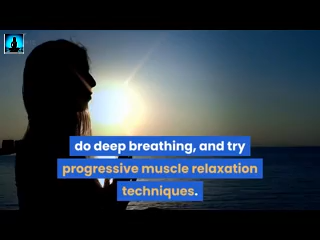 do deep breathing, and try
progressive muscle relaxation
techniques.